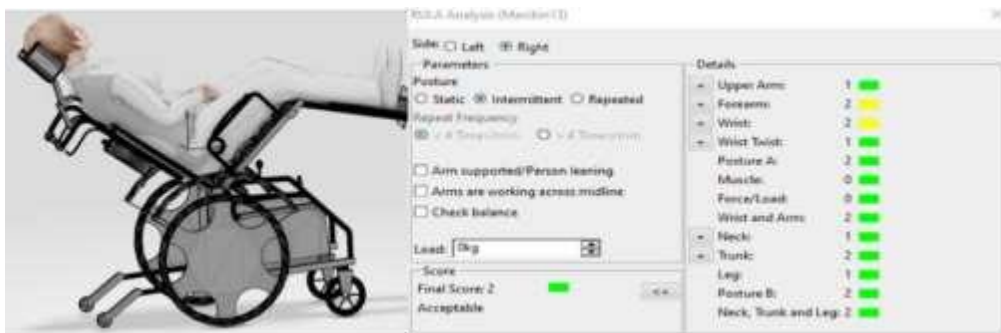 RULA Analysis (Manikin13)
Side: Left Right
Parameters
Posture
Static Intermittent Repeated
Repeat Frequency
Arm supported/Person leaning
Arms are working across midline
Check balance
Load: 0kg
Score
Final Score: 2
Acceptable
<<
Details
Upper Arm: 1
Forearm: 2
Wrist: 2
Wrist Twist: 1
Posture A: 2
Muscle: 0
Force/Load: 0
Wrist and Arm: 2
Neck: 1
Trunk: 2
Leg: 1
Posture B: 2
Neck, Trunk and Leg: 2